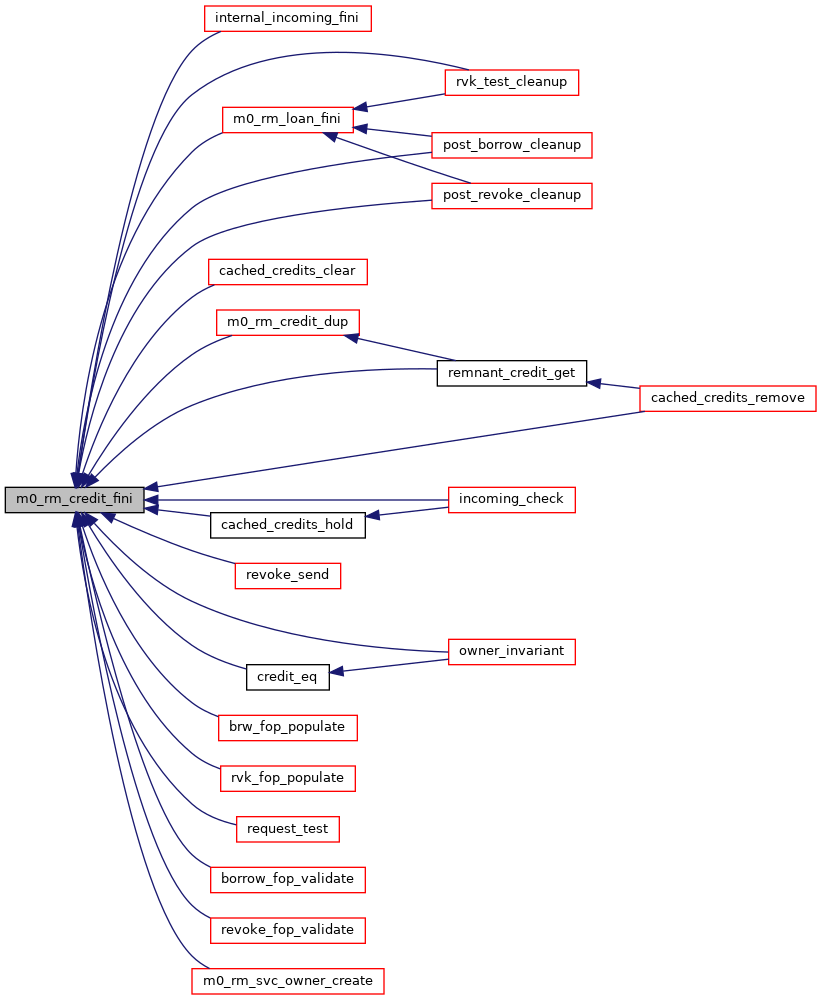 internal_incoming_fini
rvk_test_cleanup
m0_rm_loan_fini
post_borrow_cleanup
post_revoke_cleanup
cached_credits_clear
m0_rm_credit_dup
remnant_credit_get
cached_credits_remove
m0_rm_credit_fini
incoming_check
cached_credits_hold
revoke_send
owner_invariant
credit_eq
brw_fop_populate
rvk_fop_populate
request_test
borrow_fop_validate
revoke_fop_validate
m0_rm_svc_owner_create